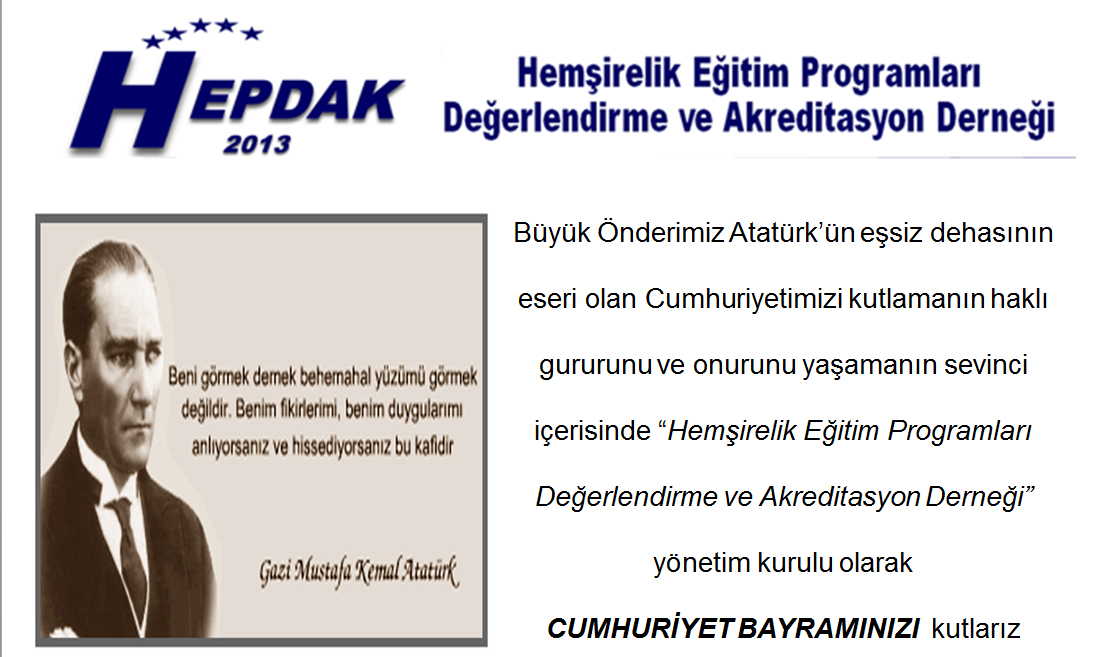 HEPDAK
2013
Hemşirelik Eğitim Programları
Değerlendirme ve Akreditasyon Derneği
Beni görmek demek behemahal yüzümü görmek
değildir. Benim fikirlerimi, benim duygularımı
anlıyorsanız ve hissediyorsanız bu kafidir
Gazi Mustafa Kemal Atatürk
Büyük Önderimiz Atatürk’ün eşsiz dehasının
eseri olan Cumhuriyetimizi kutlamanın haklı
gururunu ve onurunu yaşamanın sevinci
içerisinde “Hemşirelik Eğitim Programları
Değerlendirme ve Akreditasyon Derneği”
yönetim kurulu olarak
CUMHURİYET BAYRAMINIZI kutlarız